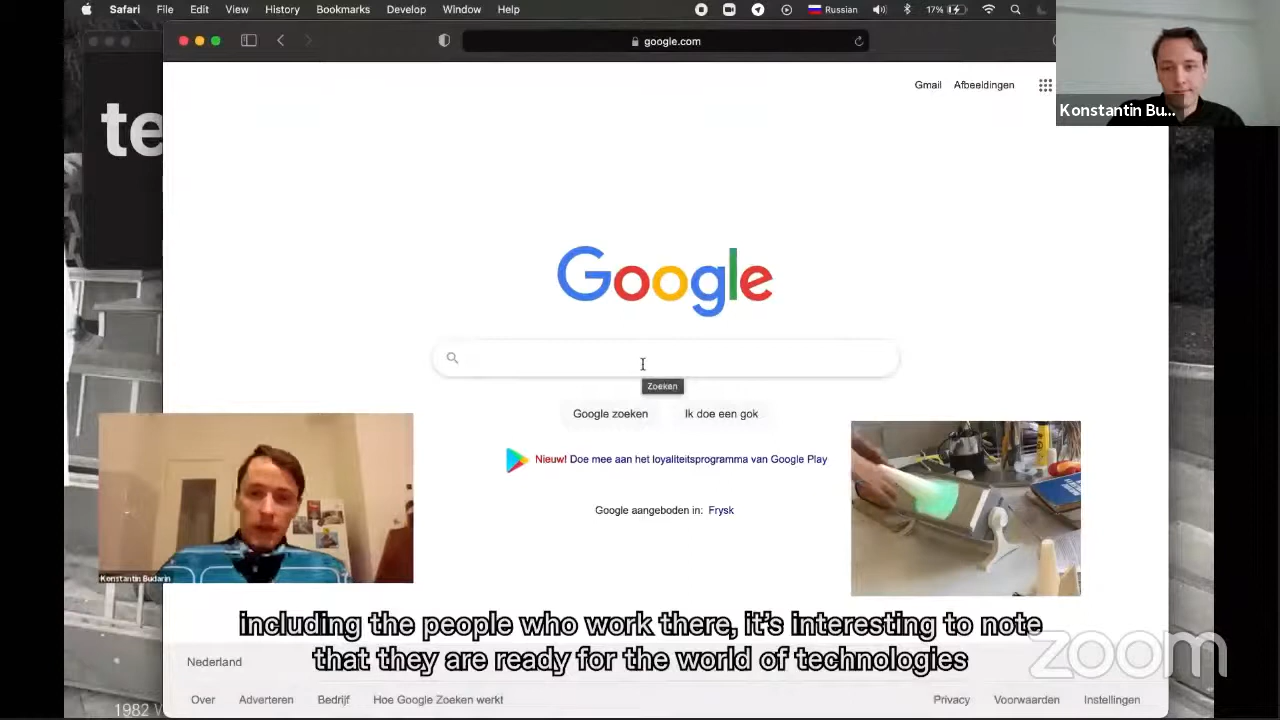 Safari File Edit View History Bookmarks Develop Window Help Russian 17%
google.com
te
Gmail Afbeeldingen
Konstantin Bu...
Google
Zoeken
Google zoeken Ik doe een gok
Nieuw! Doe mee aan het loyaliteitsprogramma van Google Play
Google aangeboden in: Frysk
Konstantin Budarin
including the people who work there, it's interesting to note
that they are ready for the world of technologies
zoom
Nederland
Over Adverteren Bedrijf Hoe Google Zoeken werkt Privacy Voorwaarden Instellingen
1982